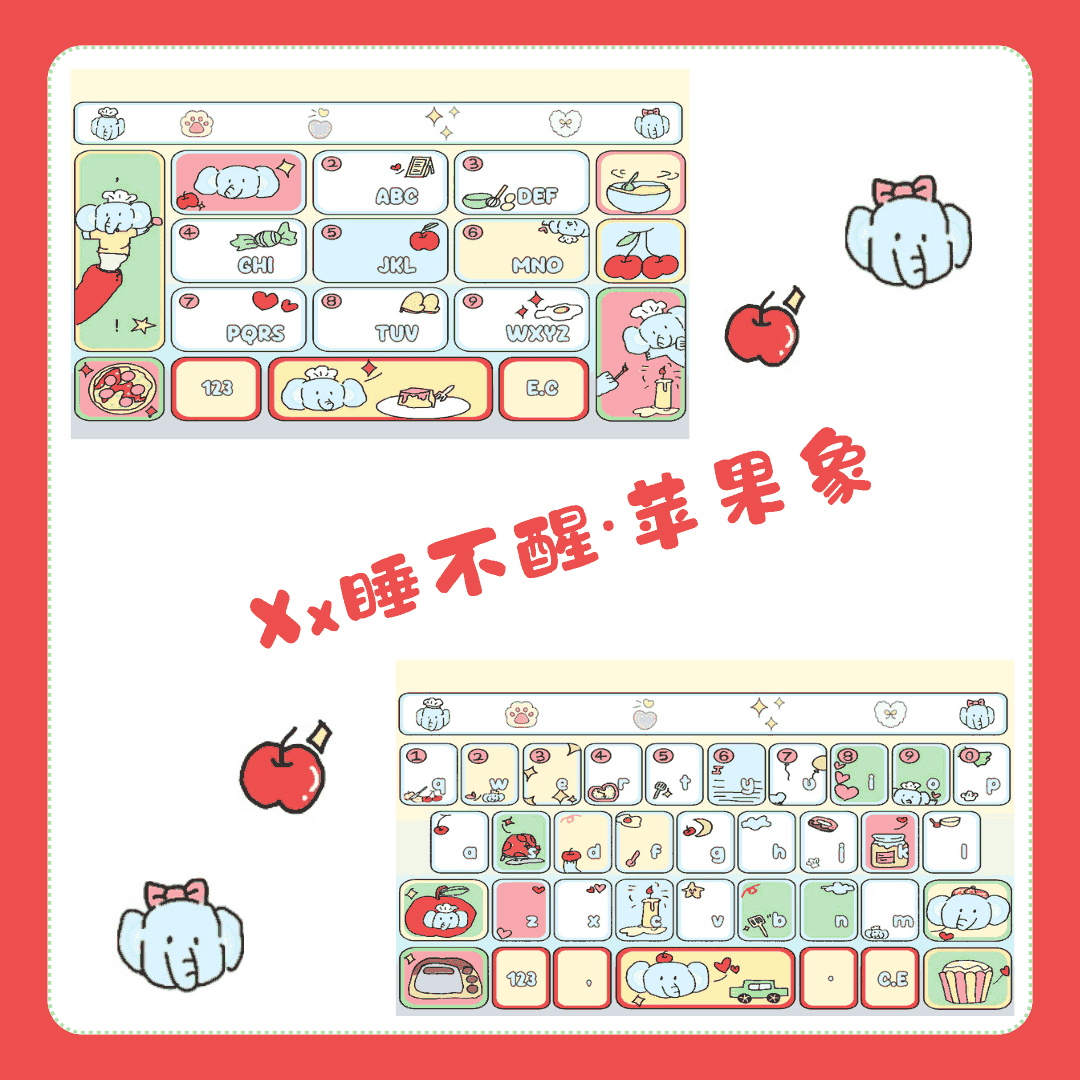 ② ABC
③ DEF
④ GHI
⑤ JKL
⑥ MNO
!
⑦ PQRS
⑧ TUV
⑨ WXYZ
123
E.C
Xx睡不醒·苹果象
① q ② w ③ e ④ r ⑤ t ⑥ y ⑦ u ⑧ i ⑨ o ⓪ p
a d f g h j k l
z x c v b n m
123 , . C.E